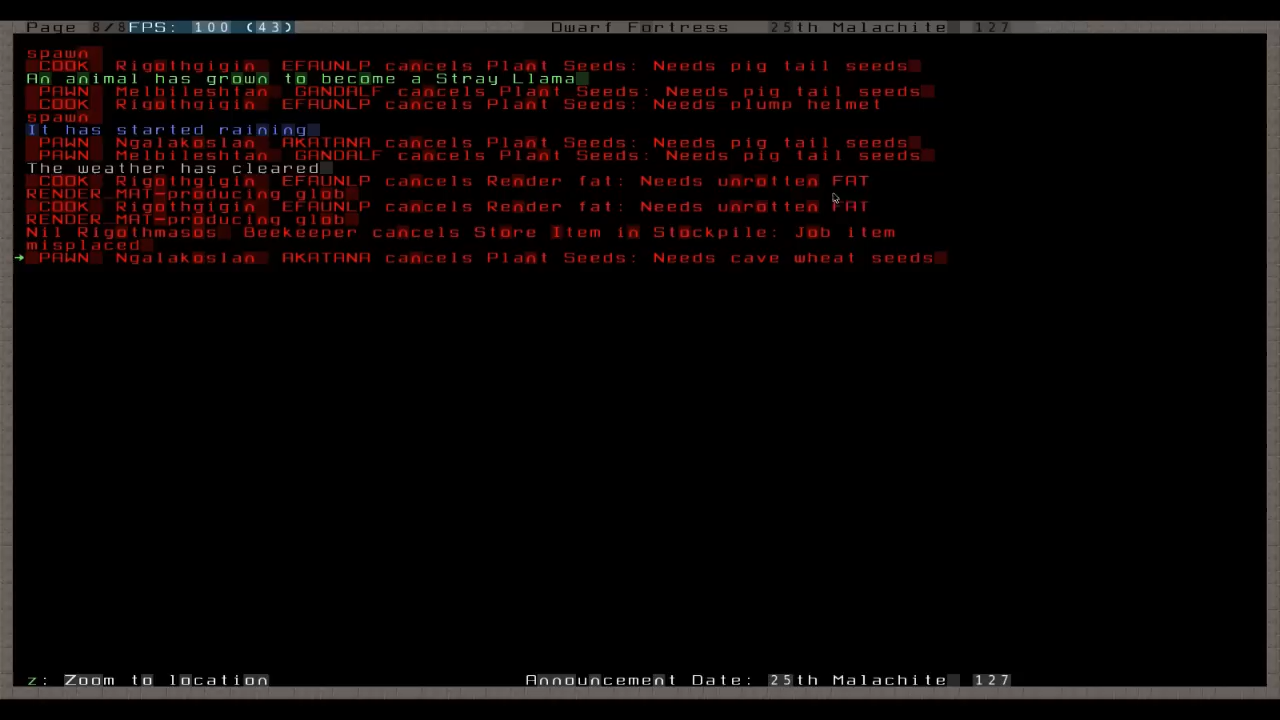 Page 8/8 FPS: 100 (43) Dwarf Fortress 25th Malachite 127
spawn
COOK Rigothgigin EFAUNLP cancels Plant Seeds: Needs pig tail seeds
An animal has grown to become a Stray Llama
PAWN Melbileshtan GANDALF cancels Plant Seeds: Needs pig tail seeds
COOK Rigothgigin EFAUNLP cancels Plant Seeds: Needs plump helmet
spawn
It has started raining
PAWN Ngalakoslan AKATANA cancels Plant Seeds: Needs pig tail seeds
PAWN Melbileshtan GANDALF cancels Plant Seeds: Needs pig tail seeds
The weather has cleared
COOK Rigothgigin EFAUNLP cancels Render fat: Needs unrotten FAT
RENDER_MAT-producing glob
COOK Rigothgigin EFAUNLP cancels Render fat: Needs unrotten FAT
RENDER_MAT-producing glob
Nil Rigothmasos Beekeeper cancels Store Item in Stockpile: Job item
misplaced
PAWN Ngalakoslan AKATANA cancels Plant Seeds: Needs cave wheat seeds
z: Zoom to location Announcement Date: 25th Malachite 127